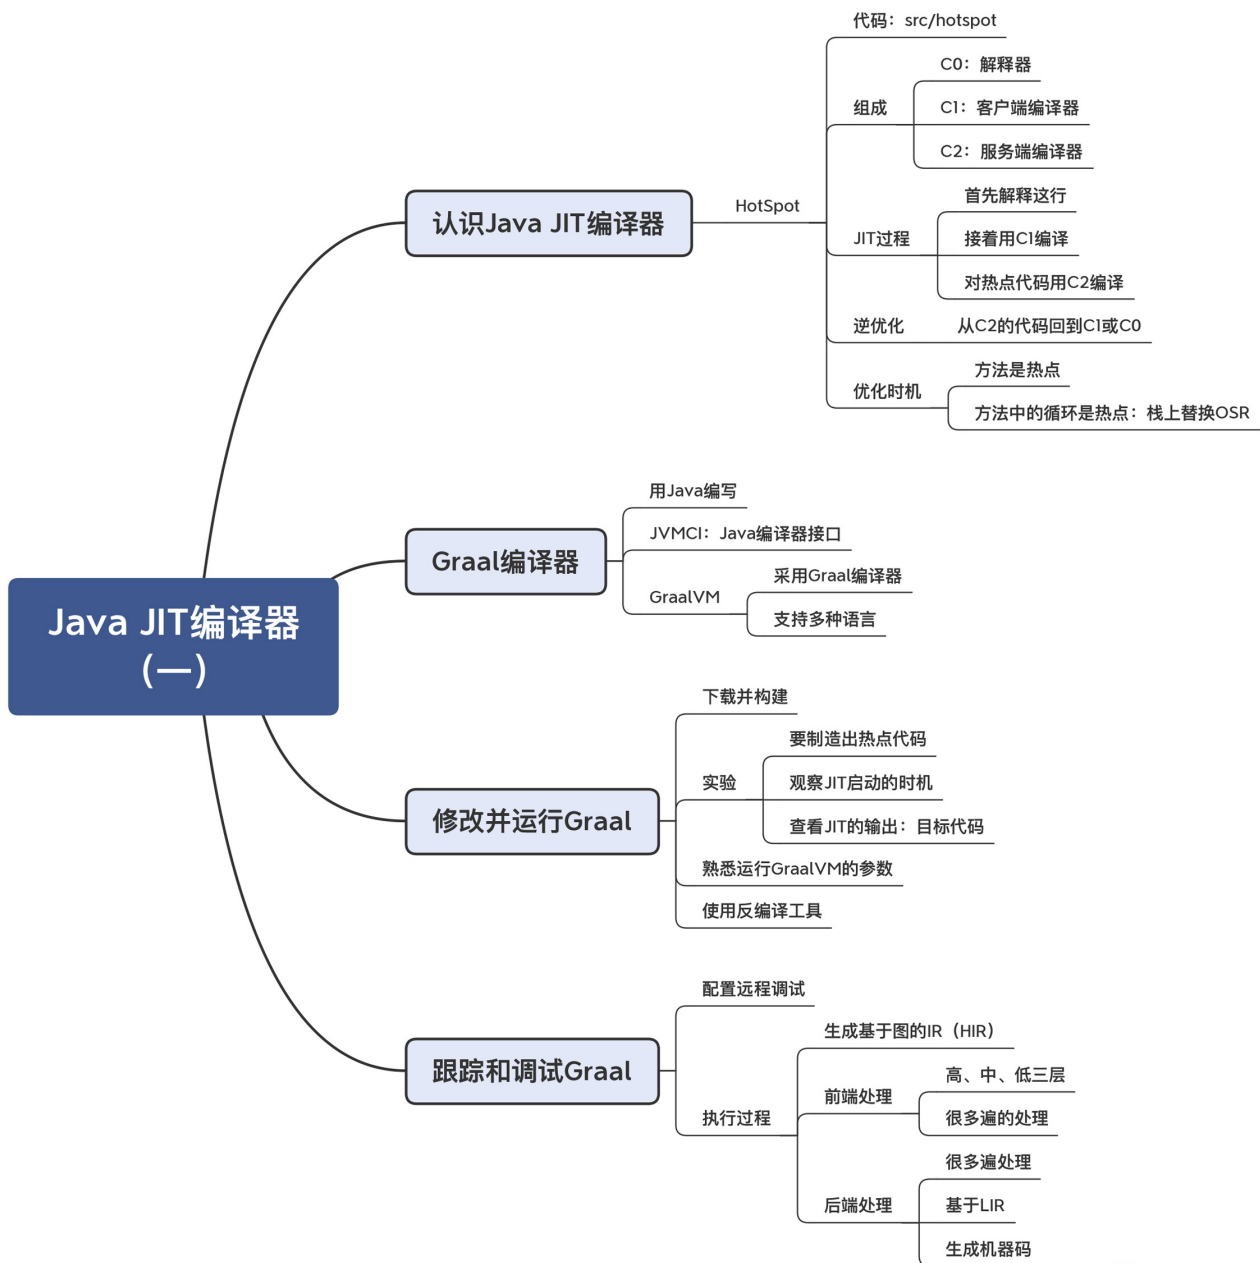 Java JIT编译器
（一）
认识Java JIT编译器
HotSpot
代码：src/hotspot
组成
C0：解释器
C1：客户端编译器
C2：服务端编译器
JIT过程
首先解释这行
接着用C1编译
对热点代码用C2编译
逆优化
从C2的代码回到C1或C0
优化时机
方法是热点
方法中的循环是热点：栈上替换OSR
Graal编译器
用Java编写
JVMCI：Java编译器接口
GraalVM
采用Graal编译器
支持多种语言
修改并运行Graal
下载并构建
实验
要制造出热点代码
观察JIT启动的时机
查看JIT的输出：目标代码
熟悉运行GraalVM的参数
使用反编译工具
跟踪和调试Graal
配置远程调试
执行过程
生成基于图的IR（HIR）
前端处理
高、中、低三层
很多遍的处理
后端处理
很多遍处理
基于LIR
生成机器码